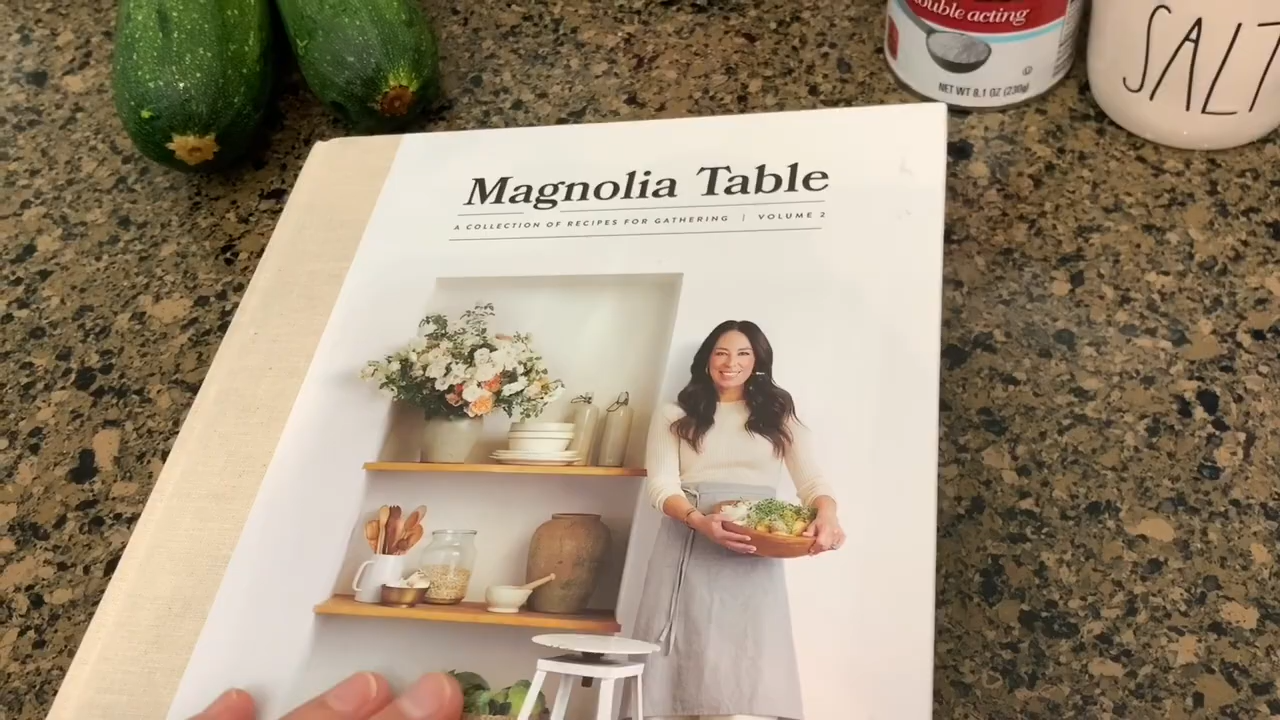 double acting
NET WT 8.1 OZ (230g)
SALT
Magnolia Table
A COLLECTION OF RECIPES FOR GATHERING | VOLUME 2